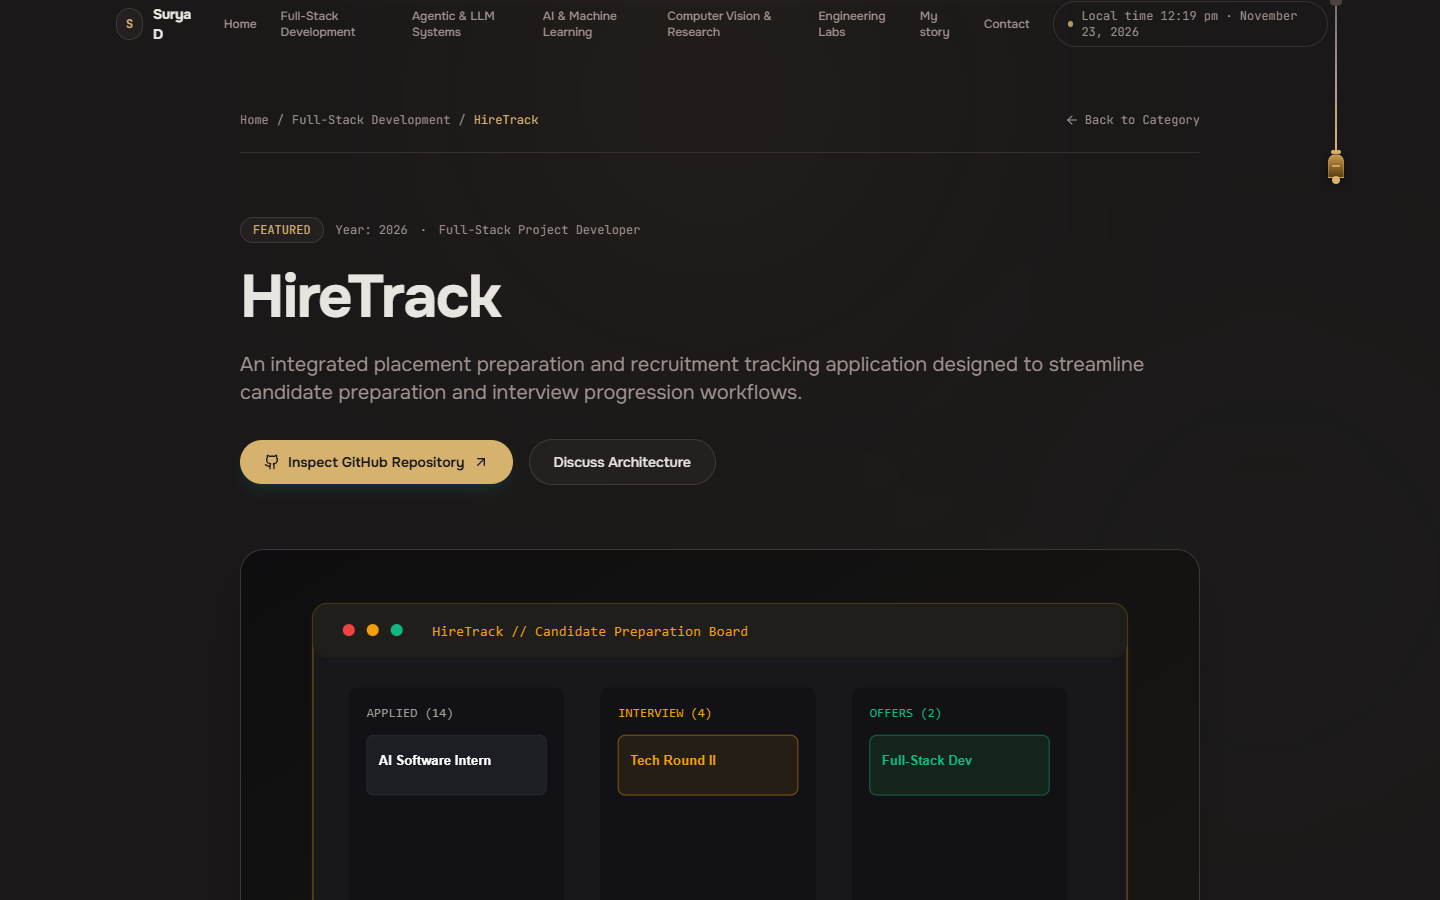 S
Surya
D
Home
Full-Stack
Development
Agentic & LLM
Systems
AI & Machine
Learning
Computer Vision &
Research
Engineering
Labs
My
story
Contact
Local time 12:19 pm · November
23, 2026
Home / Full-Stack Development / HireTrack
← Back to Category
FEATURED
Year: 2026 · Full-Stack Project Developer
HireTrack
An integrated placement preparation and recruitment tracking application designed to streamline
candidate preparation and interview progression workflows.
Inspect GitHub Repository
Discuss Architecture
HireTrack // Candidate Preparation Board
APPLIED (14)
INTERVIEW (4)
OFFERS (2)
AI Software Intern
Tech Round II
Full-Stack Dev